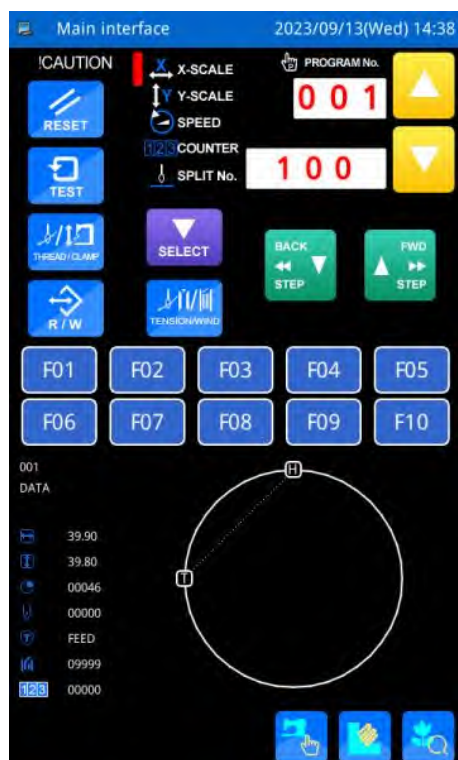 Main interface 2023/09/13(Wed) 14:38
!CAUTION
X X-SCALE
Y Y-SCALE
SPEED
123 COUNTER
SPLIT No.
PROGRAM No.
001
100
RESET
TEST
THREAD/CLAMP
R/W
SELECT
TENSION/WIND
BACK
STEP
FWD
STEP
F01 F02 F03 F04 F05
F06 F07 F08 F09 F10
001
DATA
39.90
39.80
00046
00000
T FEED
09999
123 00000
H
T